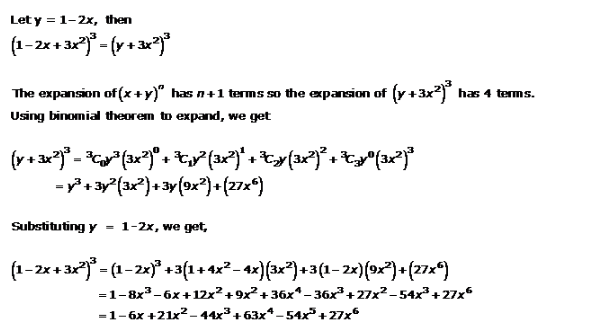 Let y = 1−2x, then
(1−2x+3x²)³ = (y+3x²)³
The expansion of (x+y)ⁿ has n+1 terms so the expansion of (y+3x²)³ has 4 terms.
Using binomial theorem to expand, we get
(y+3x²)³ = ³C₀y³(3x²)⁰ + ³C₁y²(3x²)¹ + ³C₂y(3x²)² + ³C₃y⁰(3x²)³
= y³+3y²(3x²)+3y(9x²)+(27x⁶)
Substituting y = 1−2x, we get,
(1−2x+3x²)³ = (1−2x)³+3(1+4x²−4x)(3x²)+3(1−2x)(9x²)+(27x⁶)
=1−8x³−6x+12x²+9x²+36x⁴−36x³+27x²−54x³+27x⁶
=1−6x+21x²−44x³+63x⁴−54x⁵+27x⁶